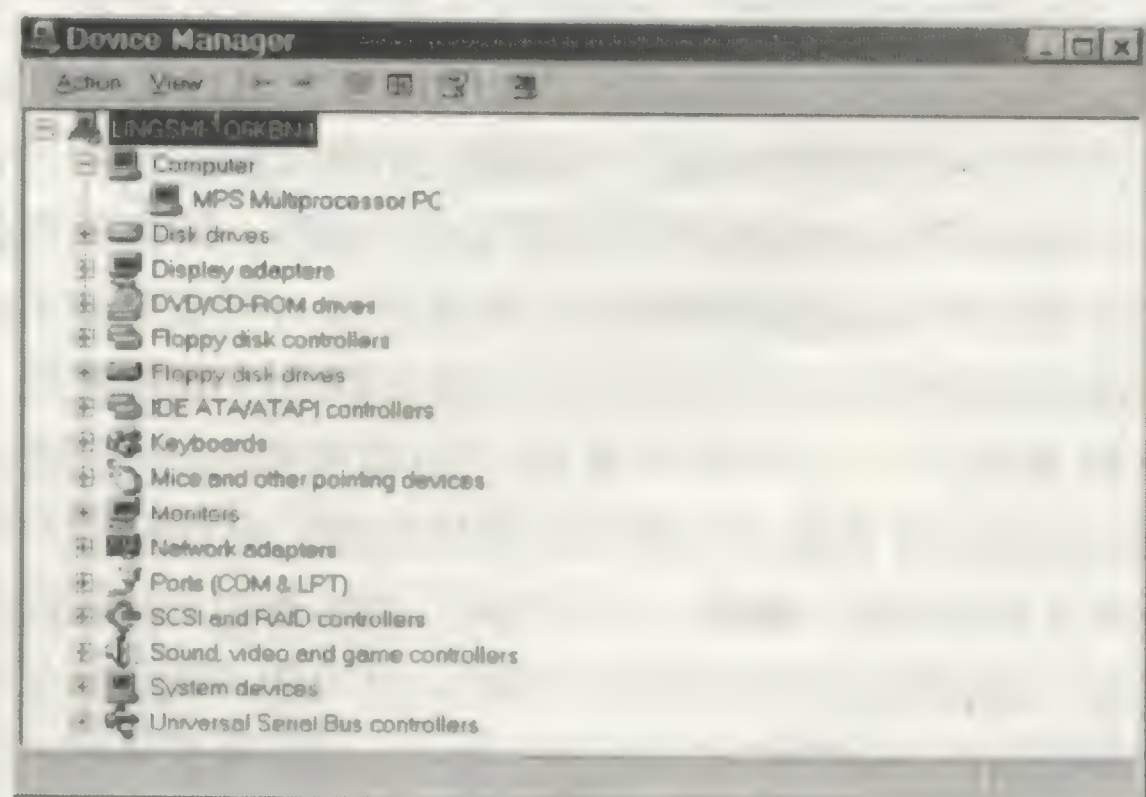 Device Manager
Action View
Computer
MPS Multiprocessor PC
Disk drives
Display adapters
DVD/CD-ROM drives
Floppy disk controllers
Floppy disk drives
IDE ATA/ATAPI controllers
Keyboards
Mice and other pointing devices
Monitors
Network adapters
Ports (COM & LPT)
SCSI and RAID controllers
Sound, video and game controllers
System devices
Universal Serial Bus controllers